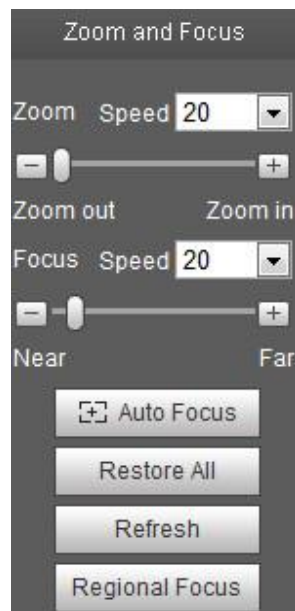 Zoom and Focus
Zoom Speed 20
Zoom out Zoom in
Focus Speed 20
Near Far
Auto Focus
Restore All
Refresh
Regional Focus